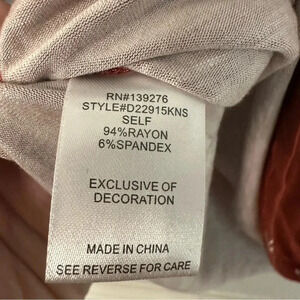 RN#139276
STYLE#D22915KNS
SELF
94%RAYON
6%SPANDEX
EXCLUSIVE OF
DECORATION
MADE IN CHINA
SEE REVERSE FOR CARE